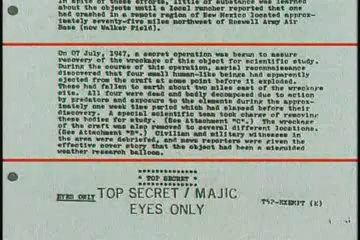 In spite of these efforts, little of substance was learned
about the objects until a local rancher reported that one
had crashed in a remote region of New Mexico located approx-
imately seventy-five miles northwest of Roswell Army Air
Base (now Walker Field).
On 07 July, 1947, a secret operation was begun to assure
recovery of the wreckage of this object for scientific study.
During the course of this operation, aerial reconnaissance
discovered that four small human-like beings had apparently
ejected from the craft at some point before it exploded.
These had fallen to earth about two miles east of the wreckage
site. All four were dead and badly decomposed due to action
by predators and exposure to the elements during the approx-
imately one week time period which had elapsed before their
discovery. A special scientific team took charge of removing
these bodies for study. (See Attachment "C".) The wreckage
of the craft was also removed to several different locations.
(See Attachment "B".) Civilian and military witnesses in
the area were debriefed, and news reporters were given the
effective cover story that the object had been a misguided
weather research balloon.
* TOP SECRET *
EYES ONLY TOP SECRET / MAJIC T52-EXEMPT (E)
EYES ONLY